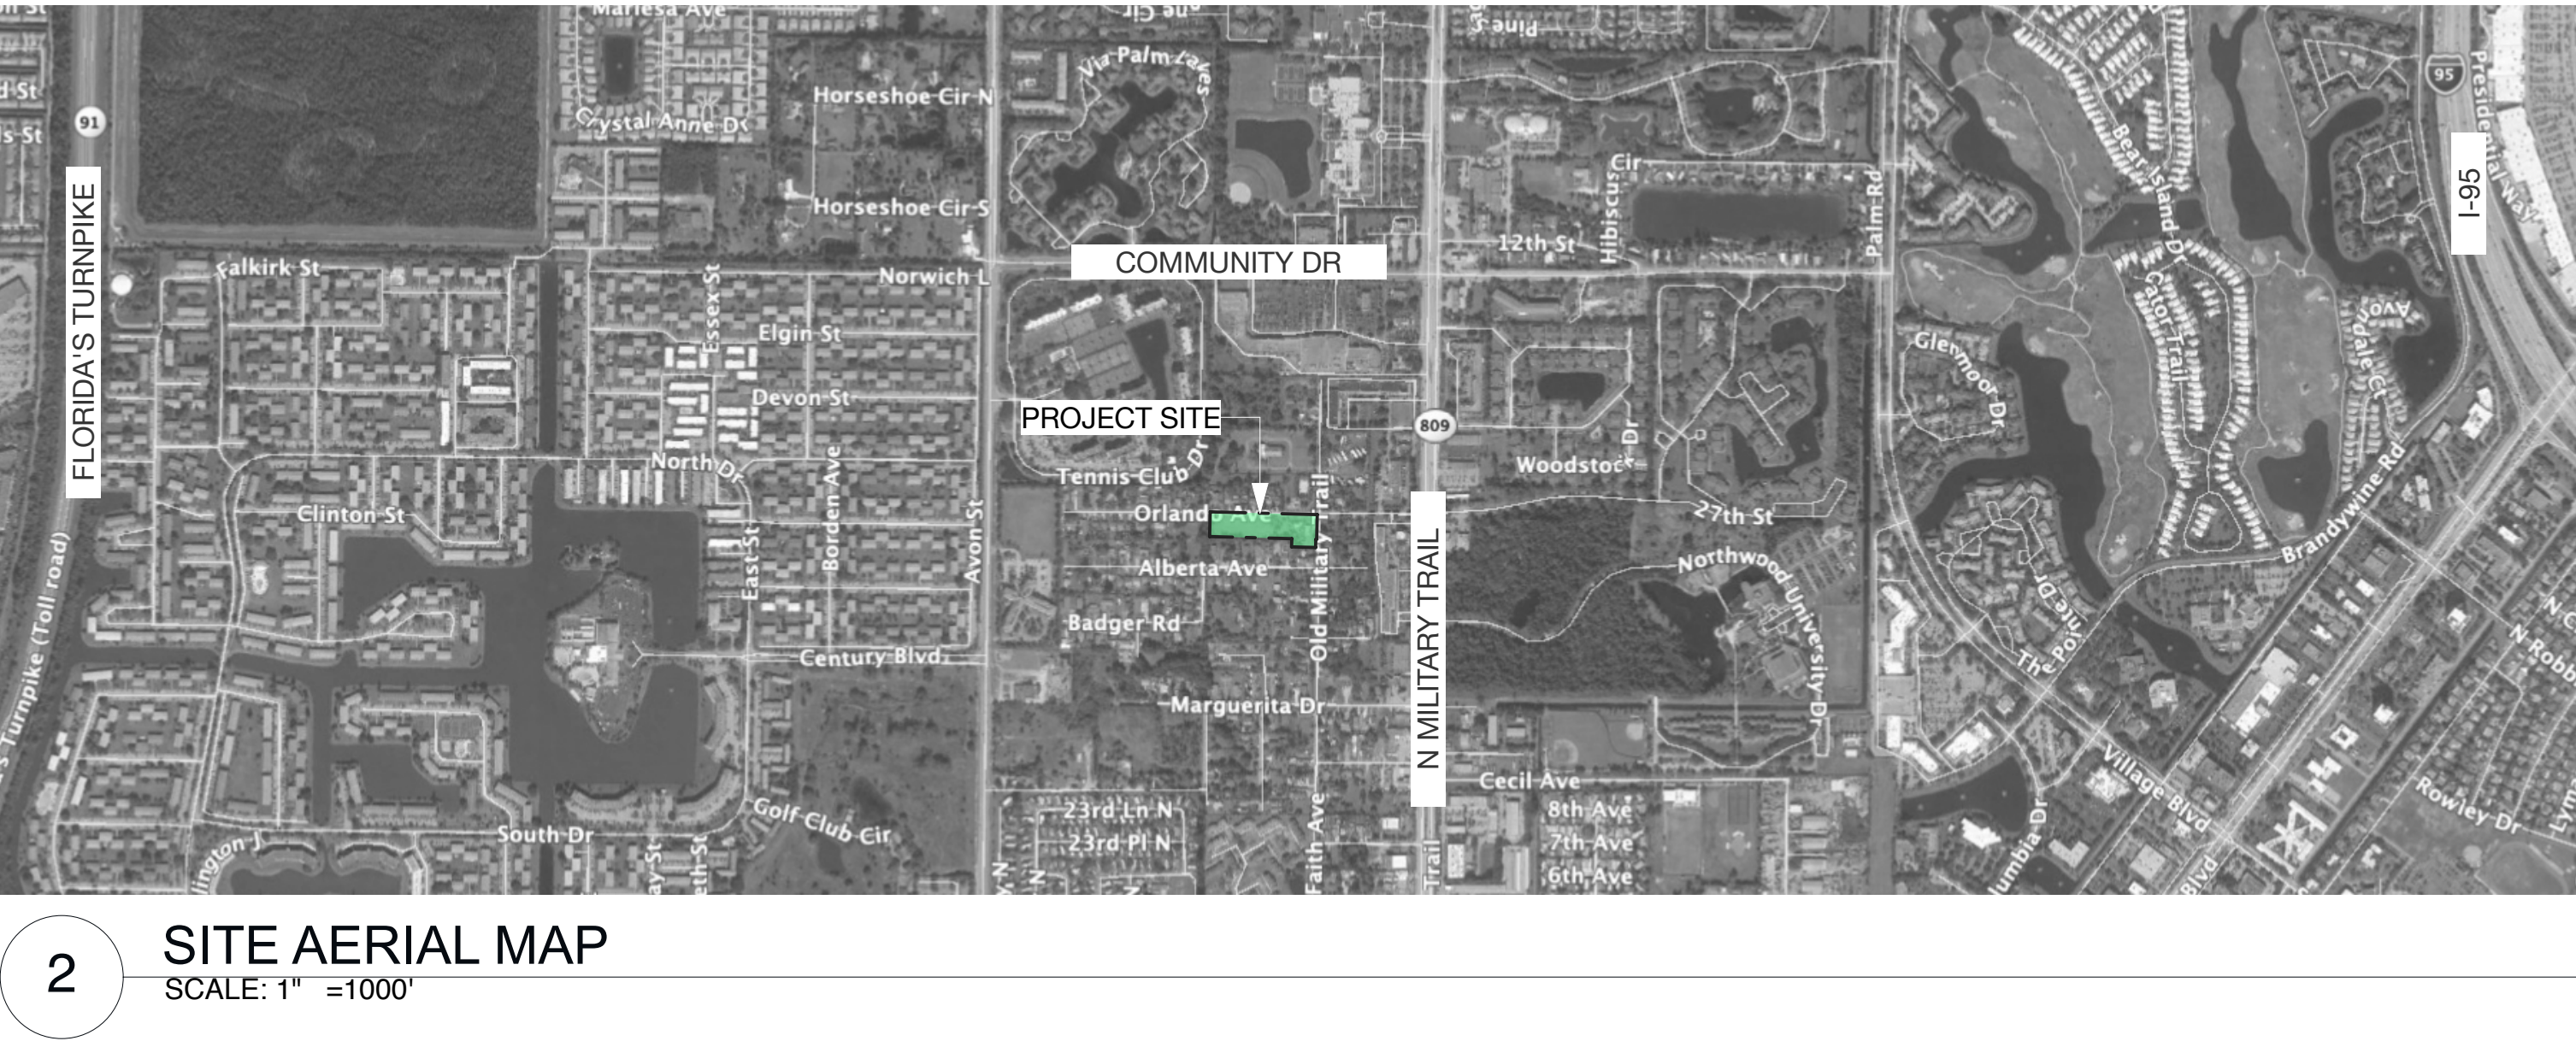 Marlesa Ave
Via Palm Lakes
Horseshoe Cir N
95
d St
91
Crystal Anne Dr
Horseshoe Cir S
Cir
Hibiscus
Palm Rd
Bear Island Dr
I-95
FLORIDA'S TURNPIKE
COMMUNITY DR
12th St
Falkirk St
Norwich L
Essex St
Elgin St
Gator Trail
Avondale Ct
Glenmoor Dr
Devon St
PROJECT SITE
809
Dr
North Dr
Borden Ave
Tennis Club Dr
Woodstock
Brandywine Rd
Clinton St
Orlando Ave
Old Military Trail
27th St
East St
Avon St
Alberta Ave
Northwood University Dr
N MILITARY TRAIL
The Pointe Dr
Badger Rd
's Turnpike (Toll road)
Century Blvd
Marguerita Dr
N Robb
Village Blvd
Cecil Ave
Golf Club Cir
23rd Ln N
8th Ave
Rowley Dr
South Dr
23rd Pl N
Faith Ave
7th Ave
Trail
6th Ave
lumbia Dr
Blvd
2
SITE AERIAL MAP
SCALE: 1" =1000'